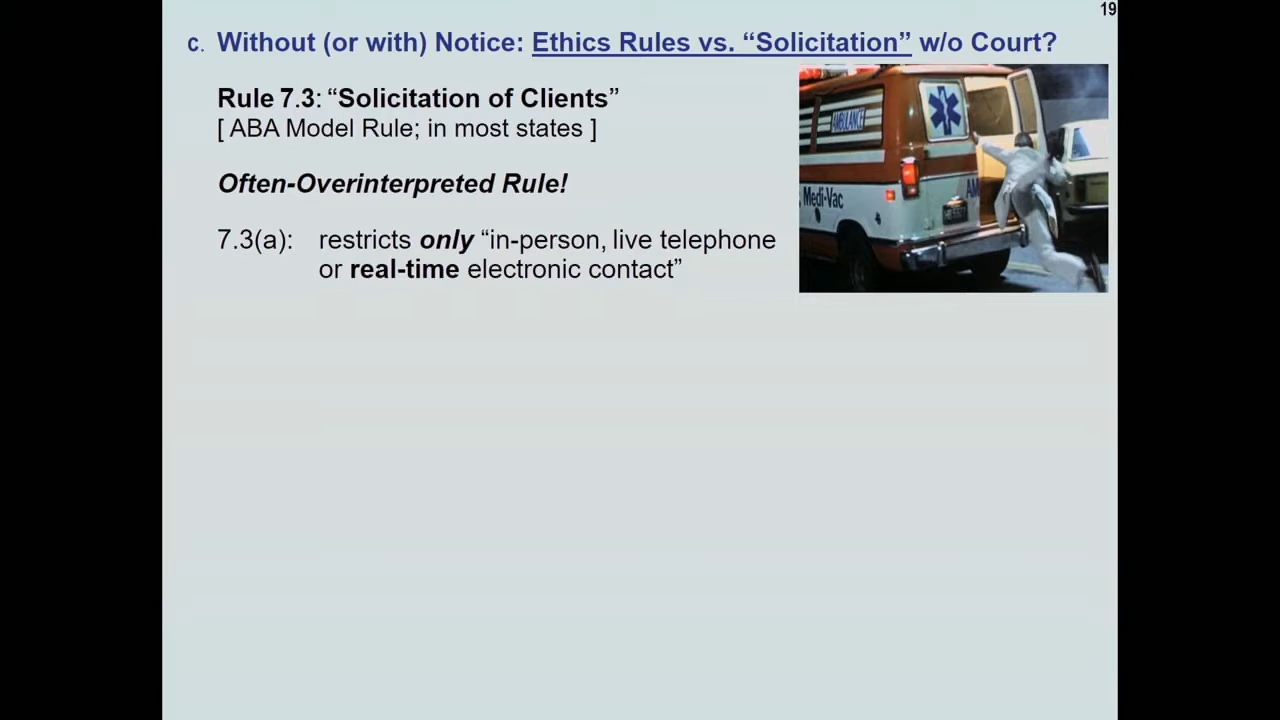 19
c. Without (or with) Notice: Ethics Rules vs. “Solicitation” w/o Court?
Rule 7.3: “Solicitation of Clients”
[ ABA Model Rule; in most states ]
Often-Overinterpreted Rule!
7.3(a): restricts only “in-person, live telephone
or real-time electronic contact”
AMBULANCE
Medi-Vac
AM